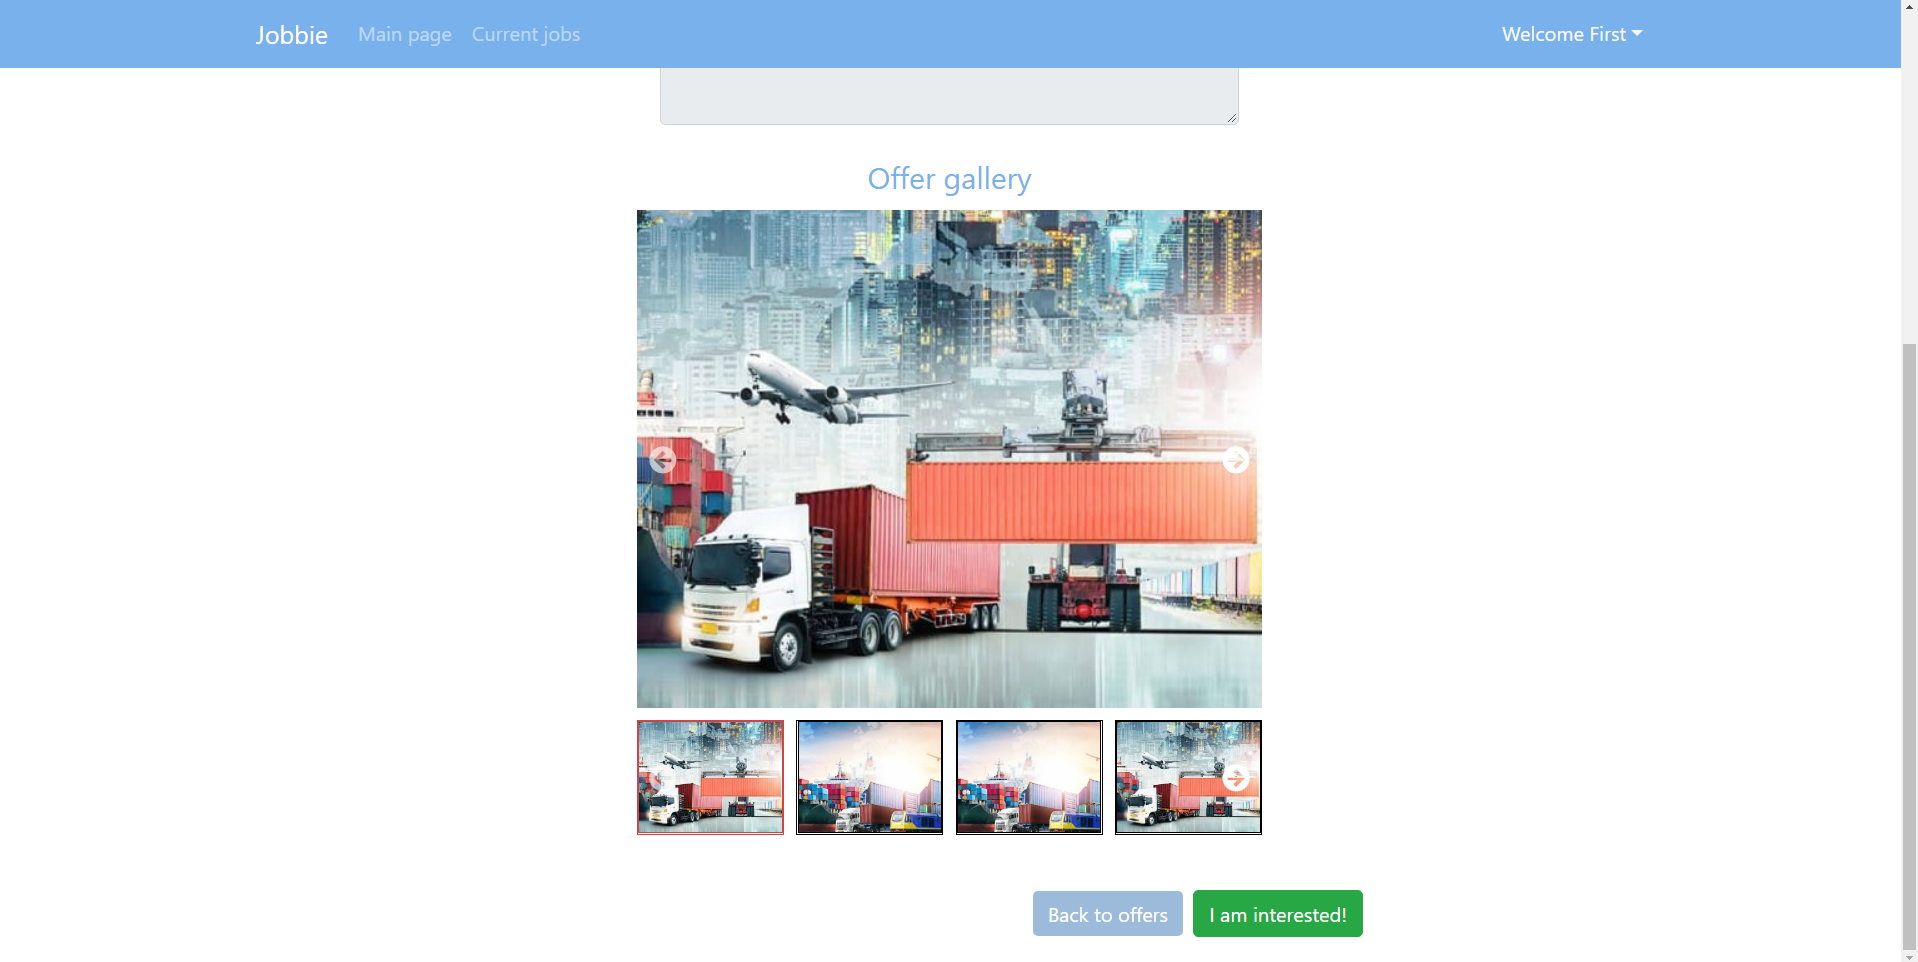 Jobbie Main page Current jobs Welcome First
Offer gallery
Back to offers I am interested!